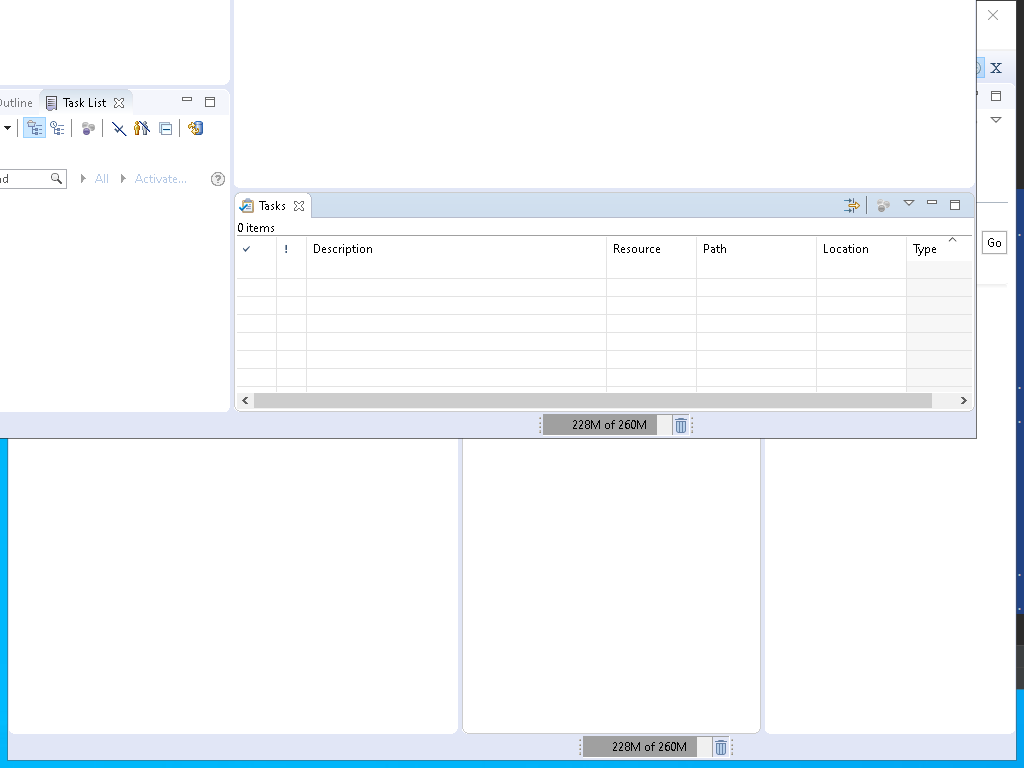 Outline
Task List
All
Activate...
Go
Tasks
0 items
! Description Resource Path Location Type
228M of 260M
228M of 260M